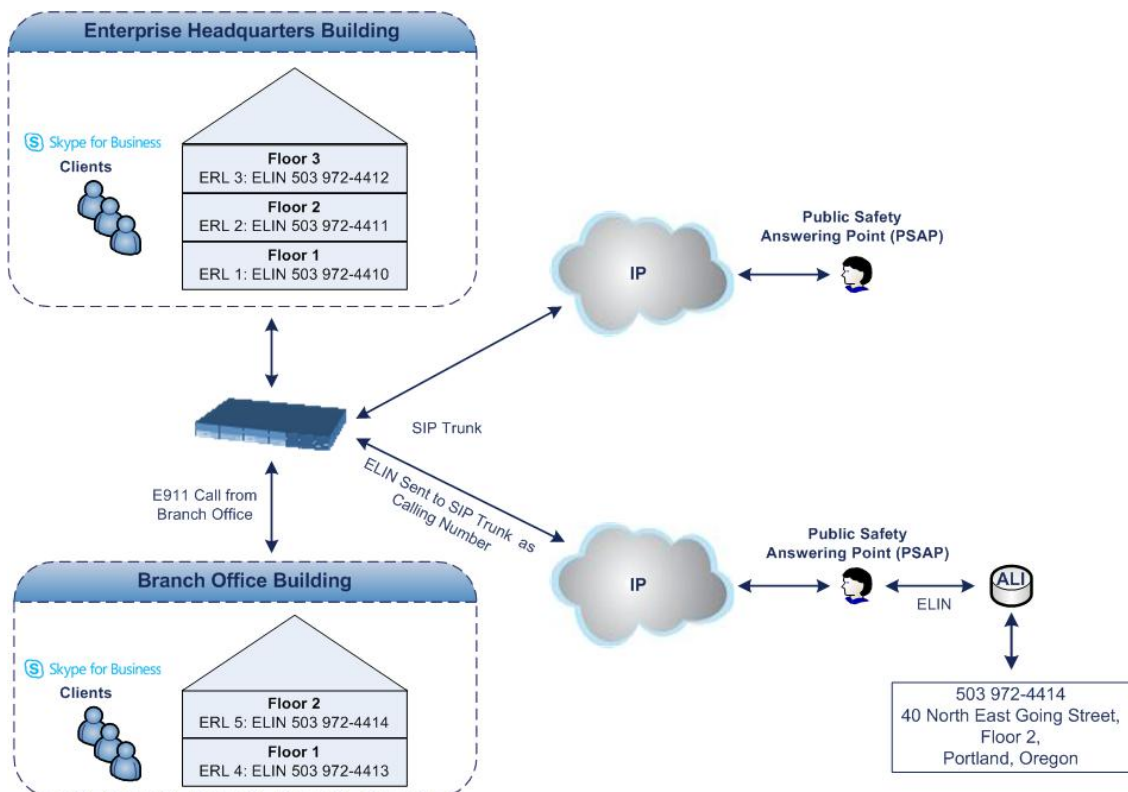 Enterprise Headquarters Building
Skype for Business
Clients
Floor 3
ERL 3: ELIN 503 972-4412
Floor 2
ERL 2: ELIN 503 972-4411
Floor 1
ERL 1: ELIN 503 972-4410
IP
Public Safety
Answering Point (PSAP)
SIP Trunk
E911 Call from
Branch Office
ELIN Sent to SIP Trunk as
Calling Number
IP
Public Safety
Answering Point (PSAP)
ELIN
ALI
503 972-4414
40 North East Going Street,
Floor 2,
Portland, Oregon
Branch Office Building
Skype for Business
Clients
Floor 2
ERL 5: ELIN 503 972-4414
Floor 1
ERL 4: ELIN 503 972-4413